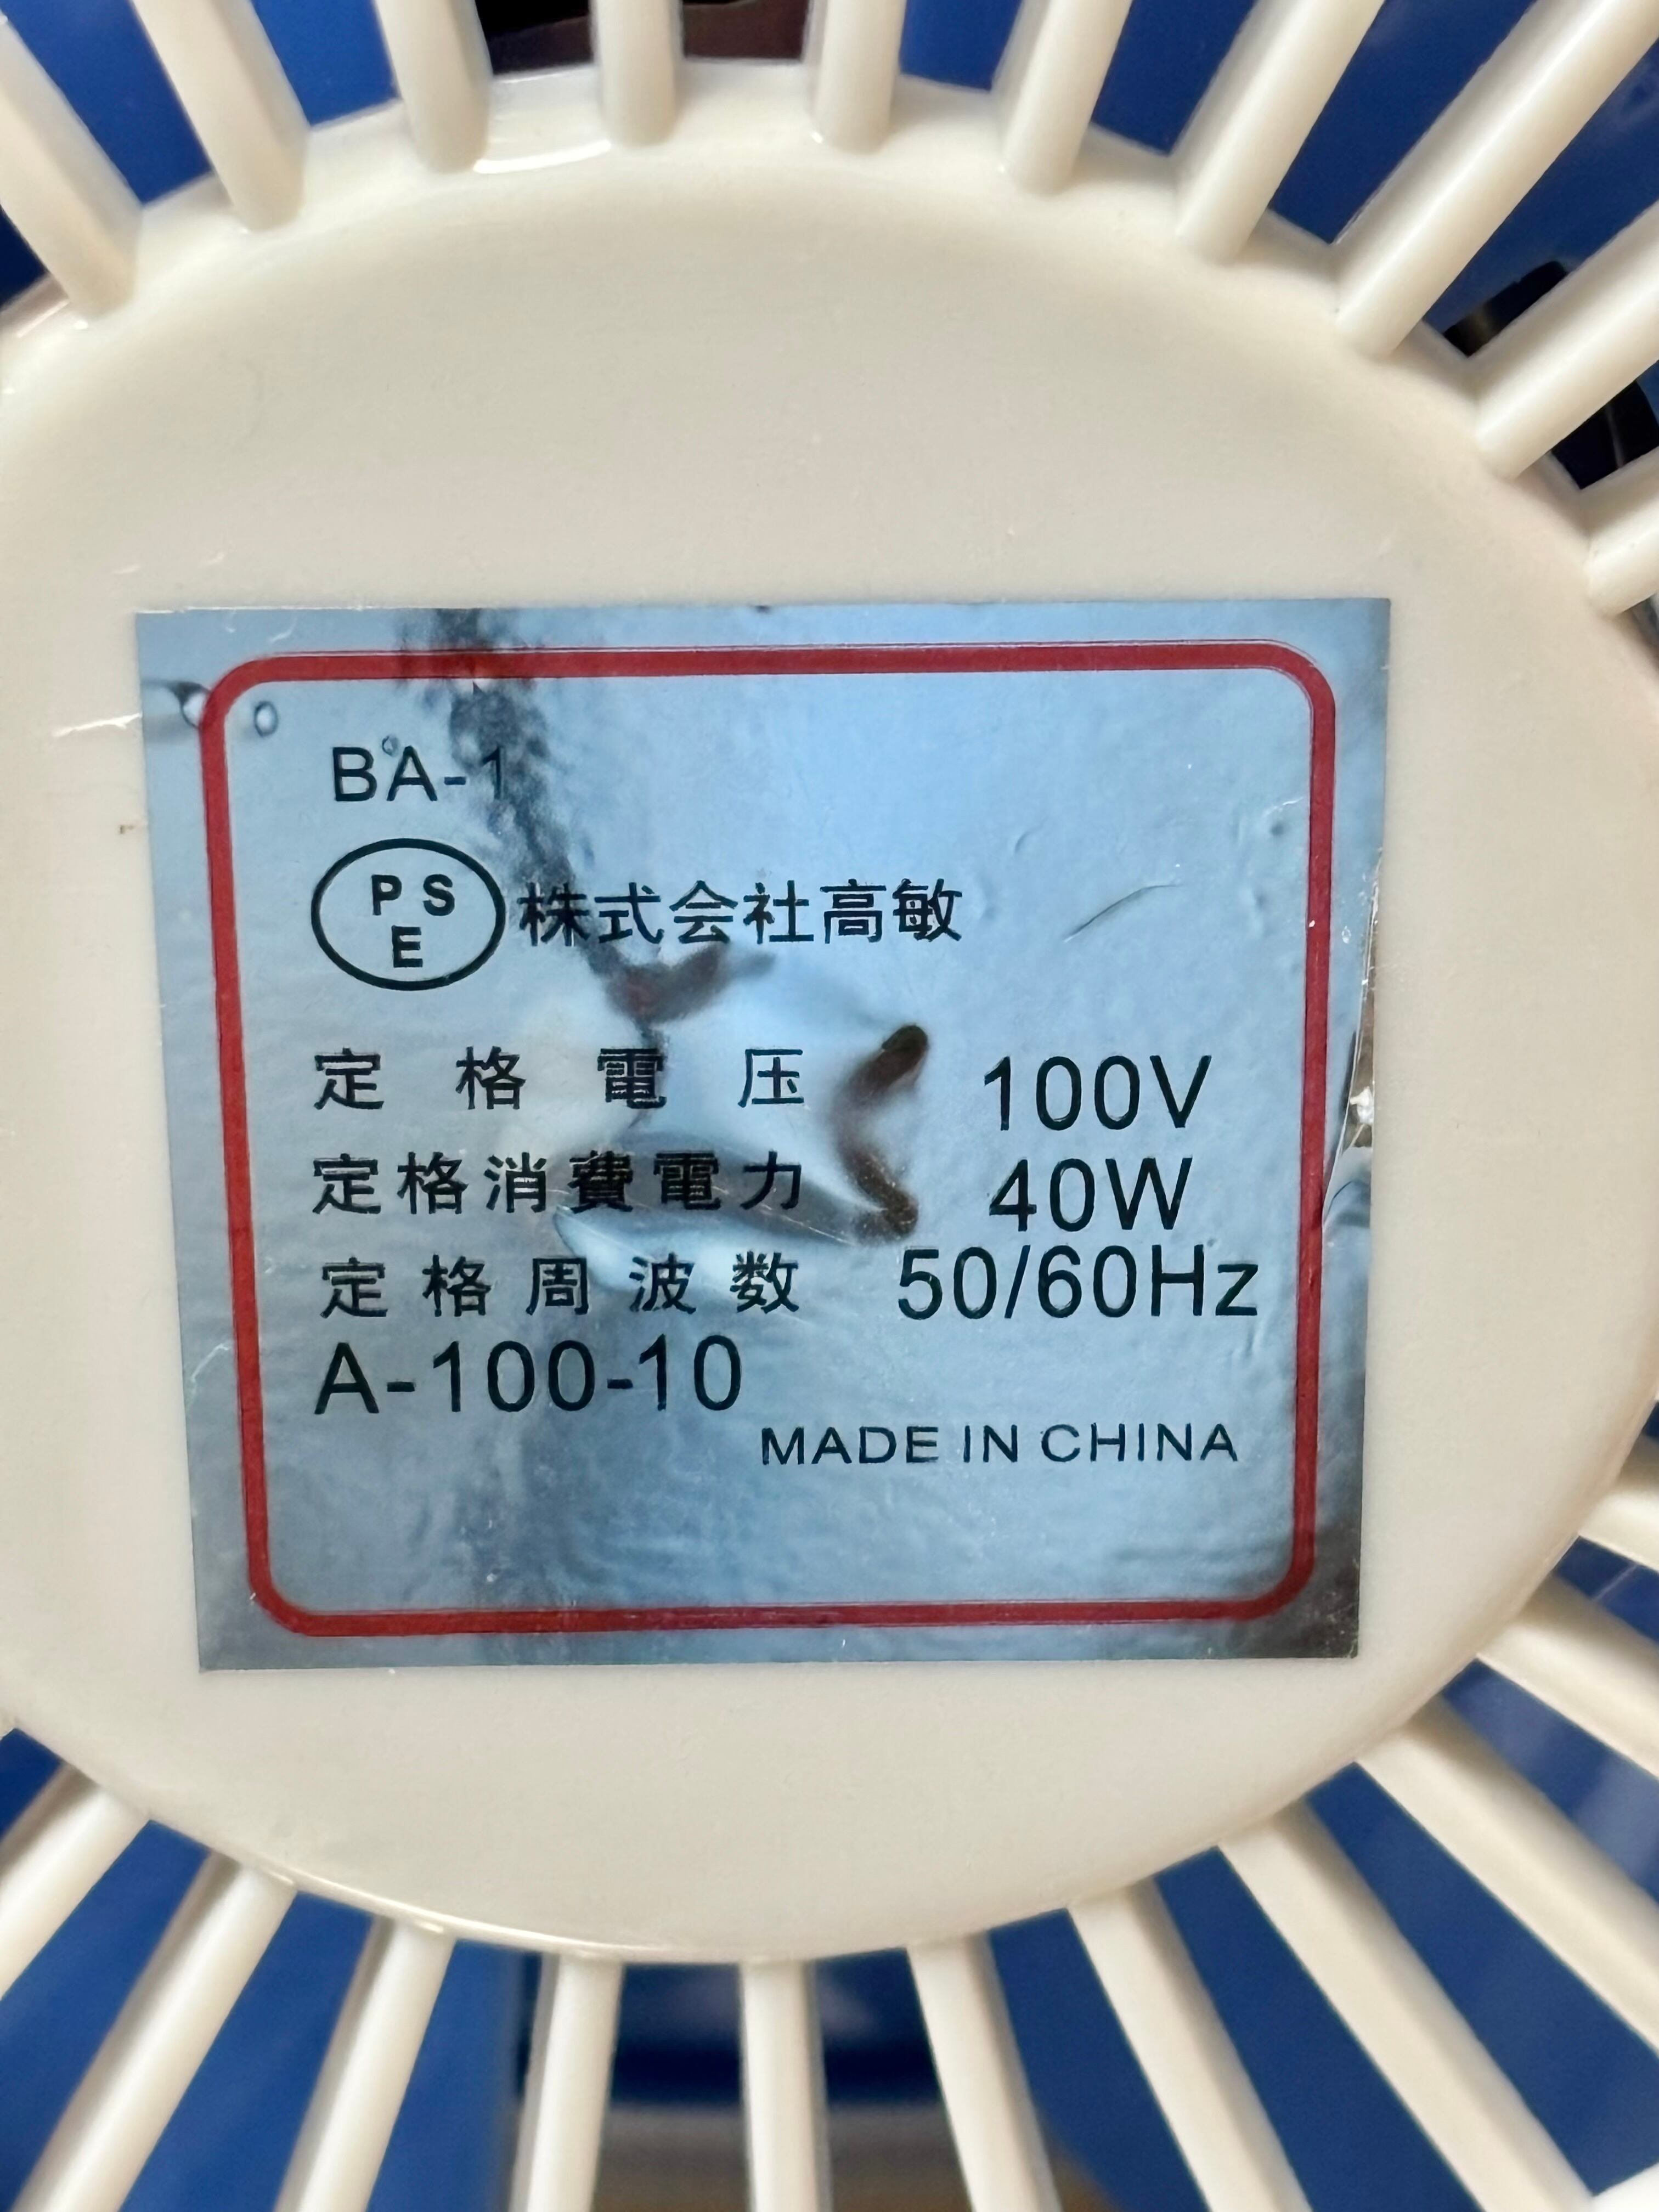 BA-1
PSE 株式会社高敏
定格電圧 100V
定格消費電力 40W
定格周波数 50/60Hz
A-100-10
MADE IN CHINA